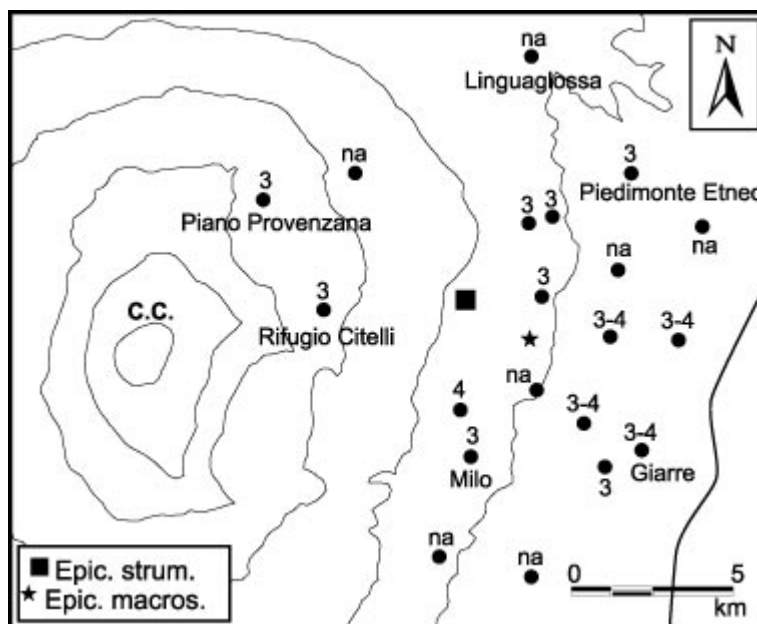 na
Linguaglossa
N
na
3
Piedimonte Etneo
3
Piano Provenzana
3 3
na
na
3
C.C.
3
Rifugio Citelli
3-4 3-4
na
4
3-4
3-4
3
Milo
3
Giarre
na
na
Epic. strum.
Epic. macros.
0 5
km